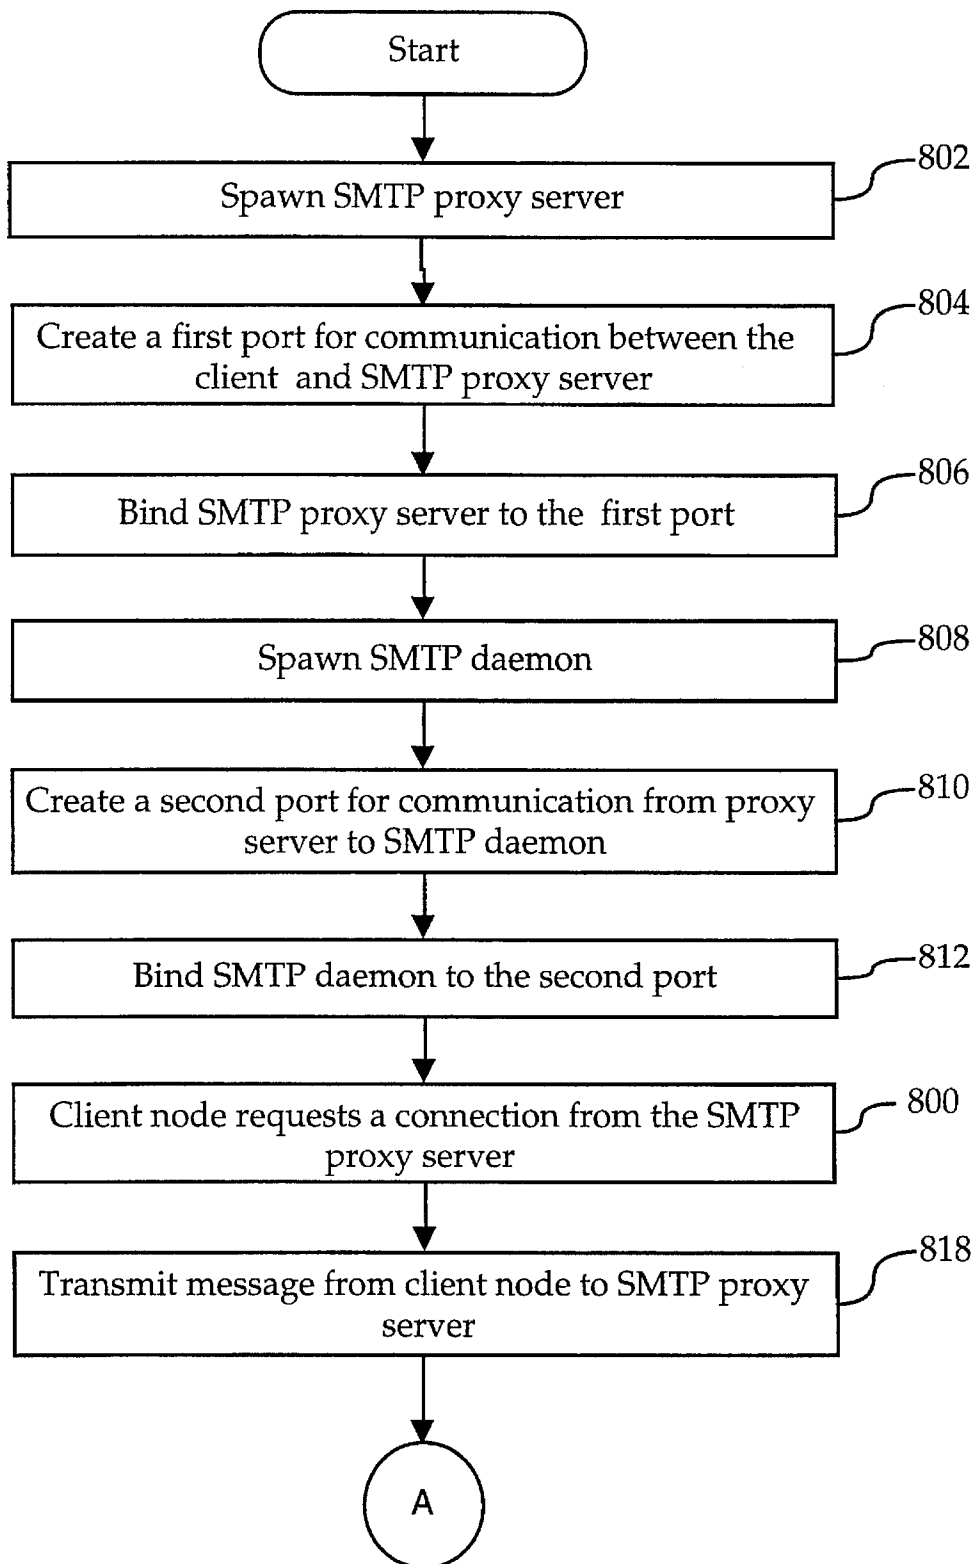 Start
Spawn SMTP proxy server
802
Create a first port for communication between the
client and SMTP proxy server
804
Bind SMTP proxy server to the first port
806
Spawn SMTP daemon
808
Create a second port for communication from proxy
server to SMTP daemon
810
Bind SMTP daemon to the second port
812
Client node requests a connection from the SMTP
proxy server
800
Transmit message from client node to SMTP proxy
server
818
A